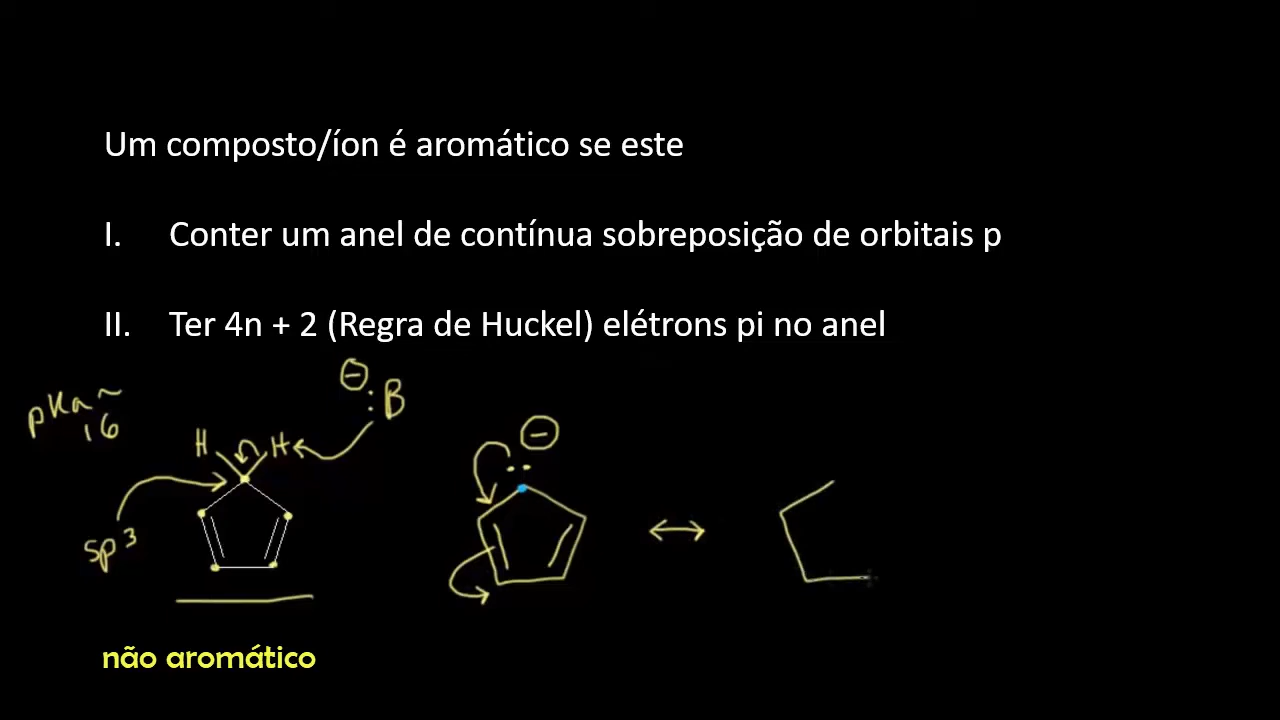 Um composto/íon é aromático se este
I. Conter um anel de contínua sobreposição de orbitais p
II. Ter 4n + 2 (Regra de Huckel) elétrons pi no anel
pKa ~
16
⊖
:B
H H
⊖
sp³
não aromático